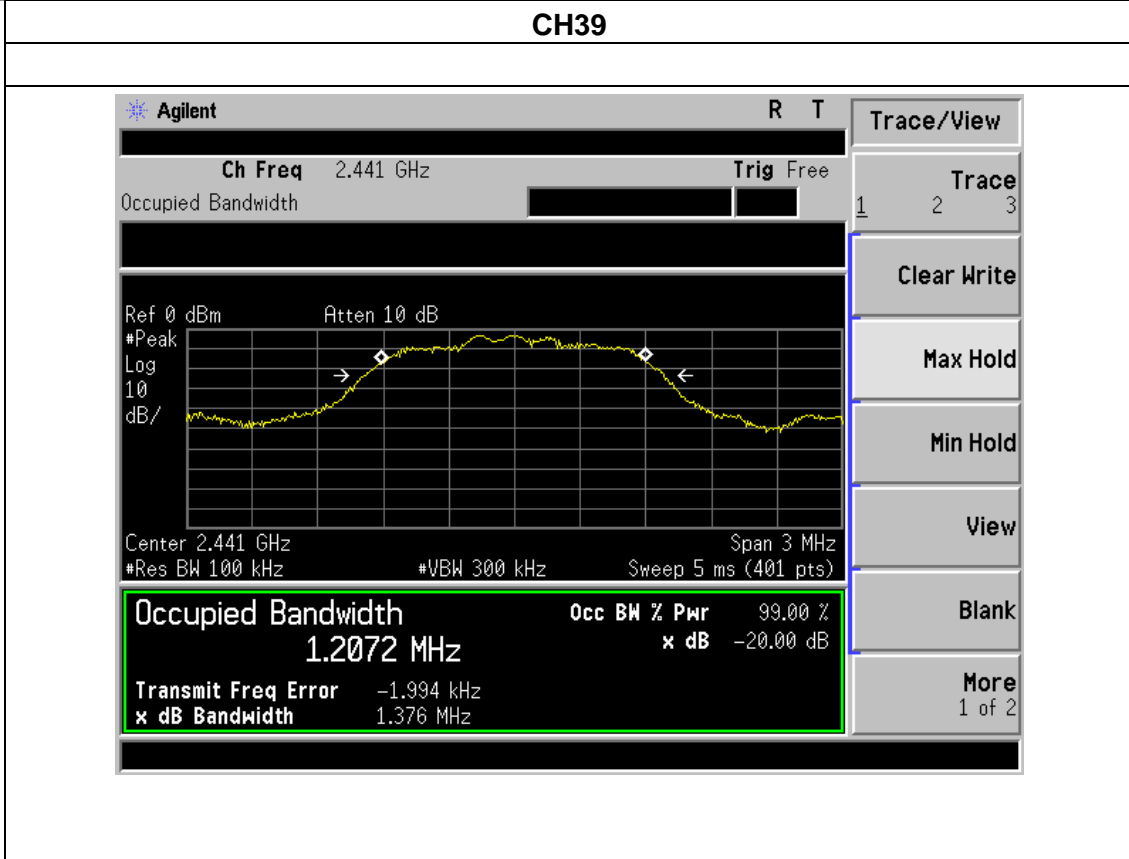 CH39
Agilent R T
Trace/View
Ch Freq 2.441 GHz Trig Free
Occupied Bandwidth
Trace
1 2 3
Clear Write
Ref 0 dBm Atten 10 dB
#Peak
Log
10
dB/
Max Hold
Min Hold
View
Center 2.441 GHz Span 3 MHz
#Res BW 100 kHz #VBW 300 kHz Sweep 5 ms (401 pts)
Occupied Bandwidth Occ BW % Pwr 99.00 %
1.2072 MHz x dB -20.00 dB
Blank
Transmit Freq Error -1.994 kHz
x dB Bandwidth 1.376 MHz
More
1 of 2